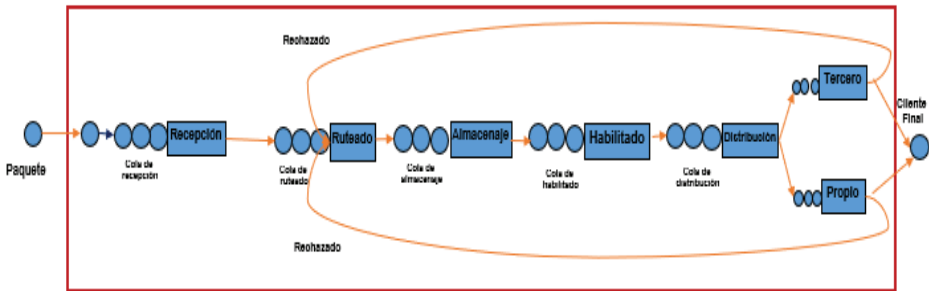 Paquete
Cola de
recepción
Recepción
Cola de
ruteado
Rechazado
Ruteado
Rechazado
Cola de
almacenaje
Almacenaje
Cola de
habilitado
Habilitado
Cola de
distribución
Distribución
Tercero
Propio
Cliente
Final